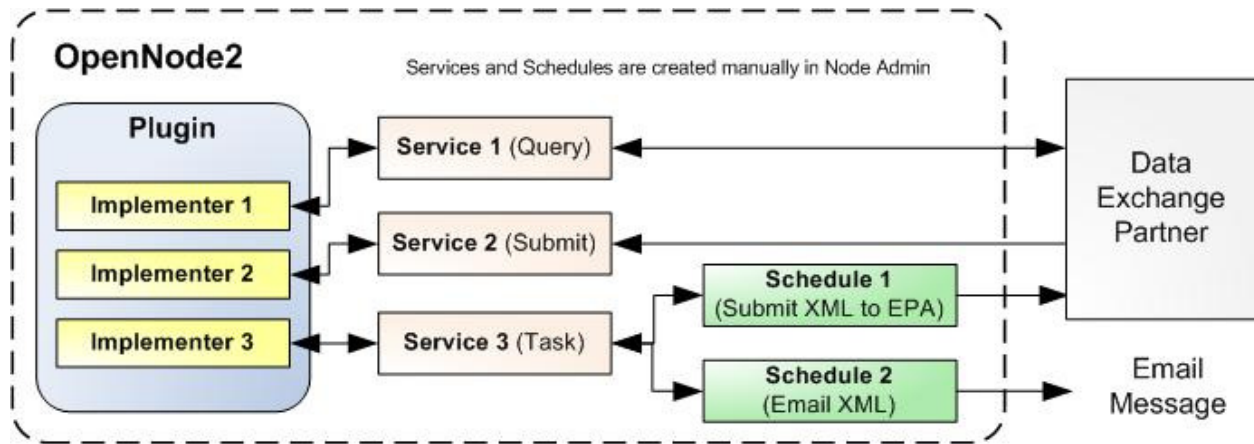 OpenNode2
Services and Schedules are created manually in Node Admin
Plugin
Implementer 1
Implementer 2
Implementer 3
Service 1 (Query)
Service 2 (Submit)
Service 3 (Task)
Schedule 1
(Submit XML to EPA)
Schedule 2
(Email XML)
Data
Exchange
Partner
Email
Message